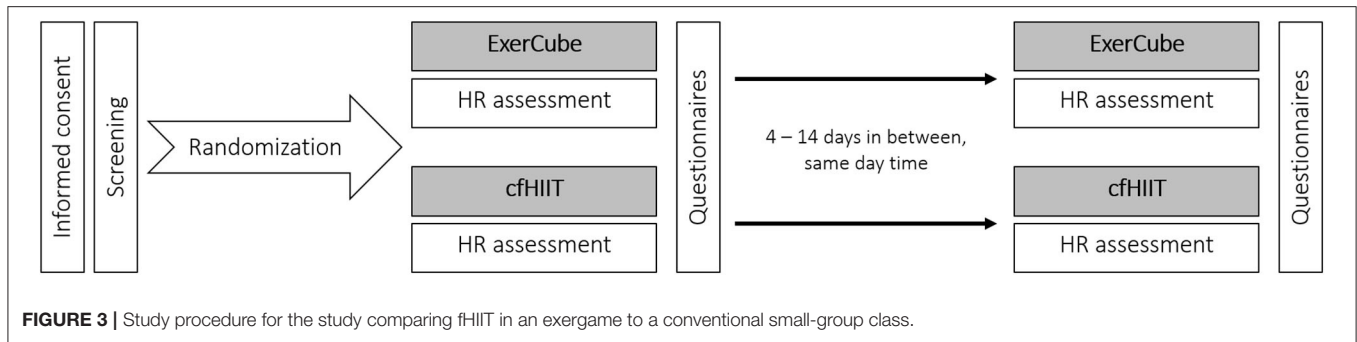 Informed consent
Screening
Randomization
ExerCube
HR assessment
cfHIIT
HR assessment
Questionnaires
4 – 14 days in between,
same day time
ExerCube
HR assessment
cfHIIT
HR assessment
Questionnaires
FIGURE 3 | Study procedure for the study comparing fHIIT in an exergame to a conventional small-group class.